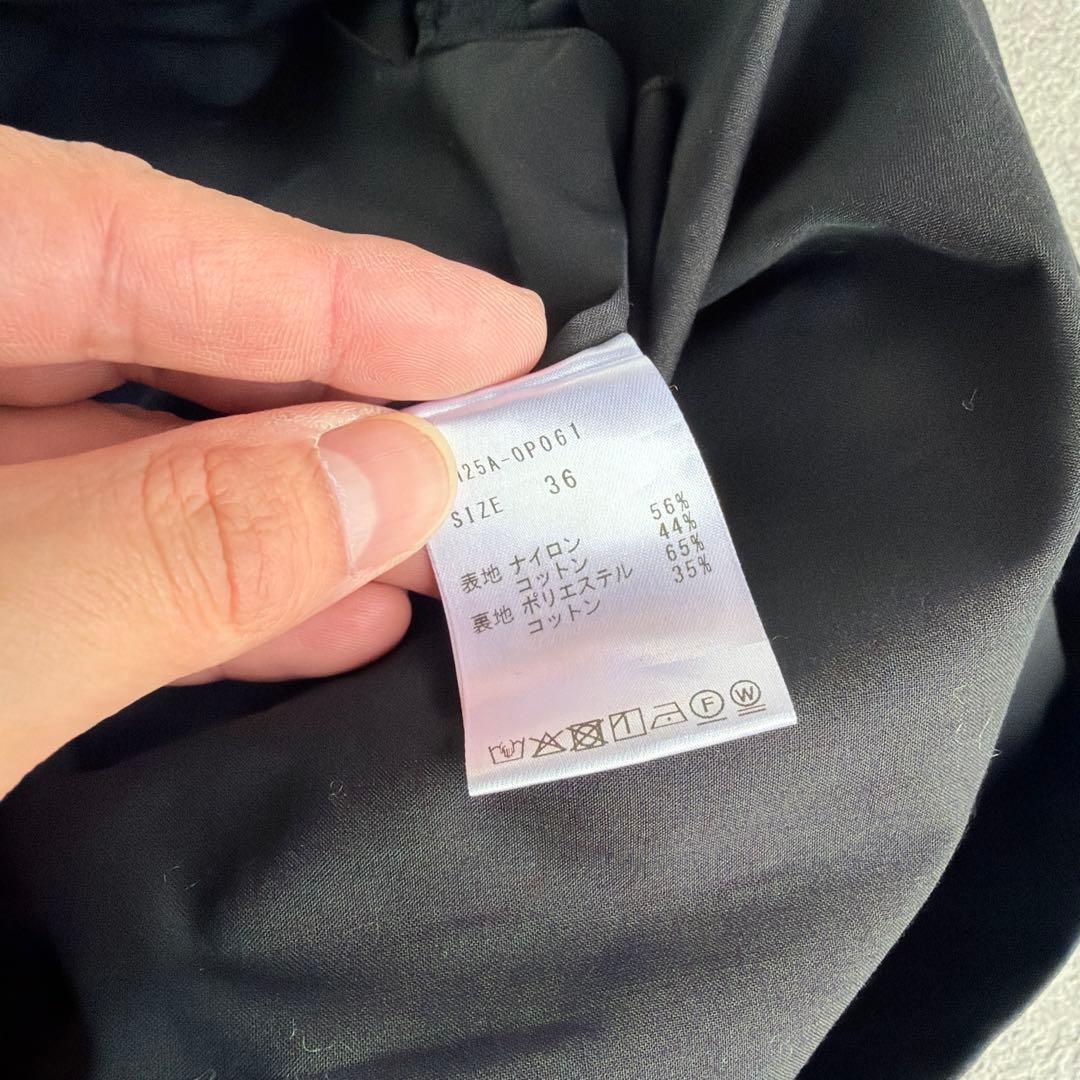 25A-OP061
SIZE 36
表地 ナイロン 56%
コットン 44%
裏地 ポリエステル 65%
コットン 35%
F W